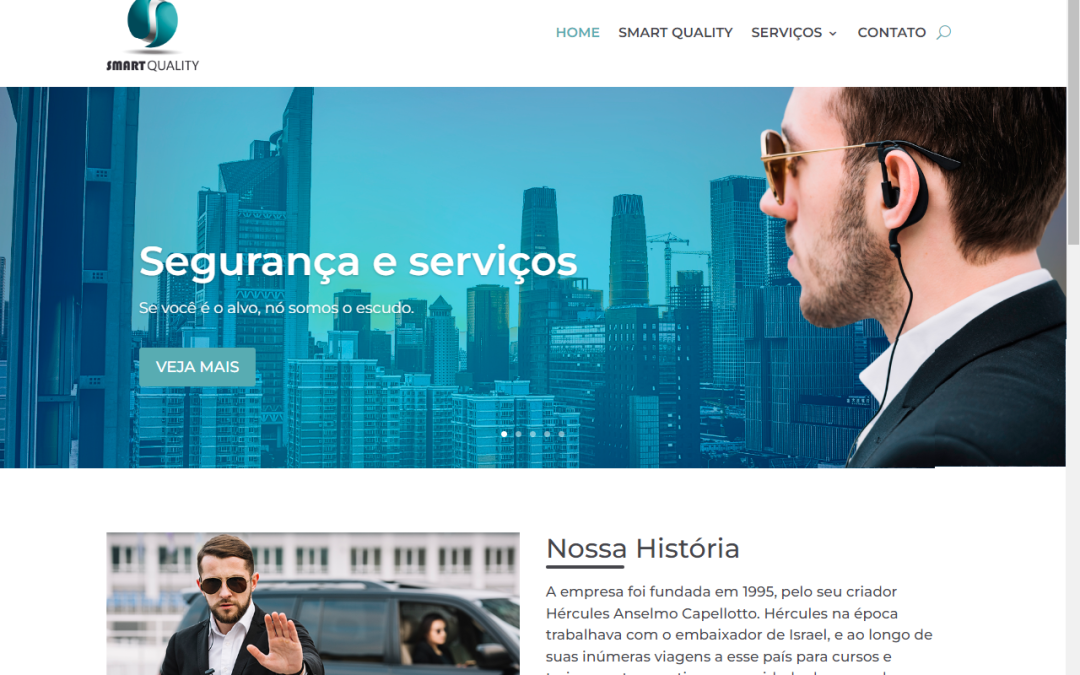 SMART QUALITY
HOME SMART QUALITY SERVIÇOS CONTATO
Segurança e serviços
Se você é o alvo, nó somos o escudo.
VEJA MAIS
Nossa História
A empresa foi fundada em 1995, pelo seu criador
Hércules Anselmo Capellotto. Hércules na época
trabalhava com o embaixador de Israel, e ao longo de
suas inúmeras viagens a esse país para cursos e